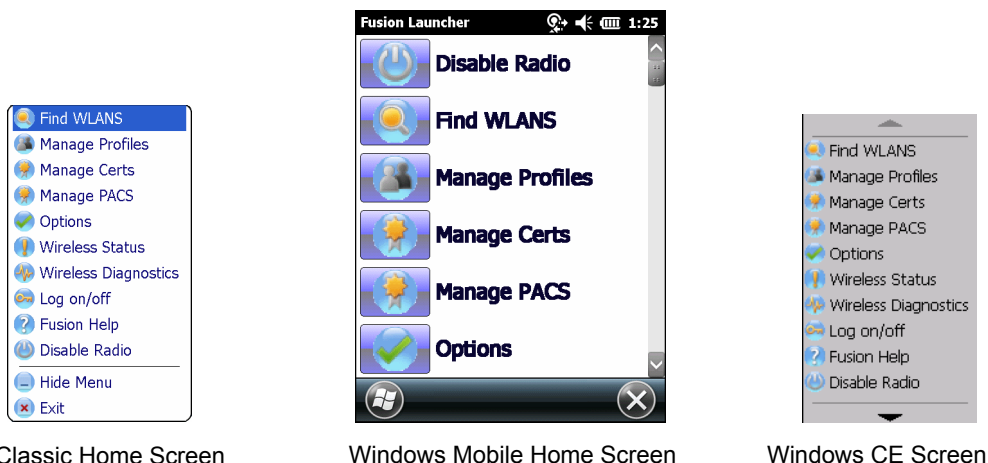 Find WLANS
Manage Profiles
Manage Certs
Manage PACS
Options
Wireless Status
Wireless Diagnostics
Log on/off
Fusion Help
Disable Radio
Hide Menu
Exit
Classic Home Screen
Fusion Launcher 1:25
Disable Radio
Find WLANS
Manage Profiles
Manage Certs
Manage PACS
Options
Windows Mobile Home Screen
Find WLANS
Manage Profiles
Manage Certs
Manage PACS
Options
Wireless Status
Wireless Diagnostics
Log on/off
Fusion Help
Disable Radio
Windows CE Screen